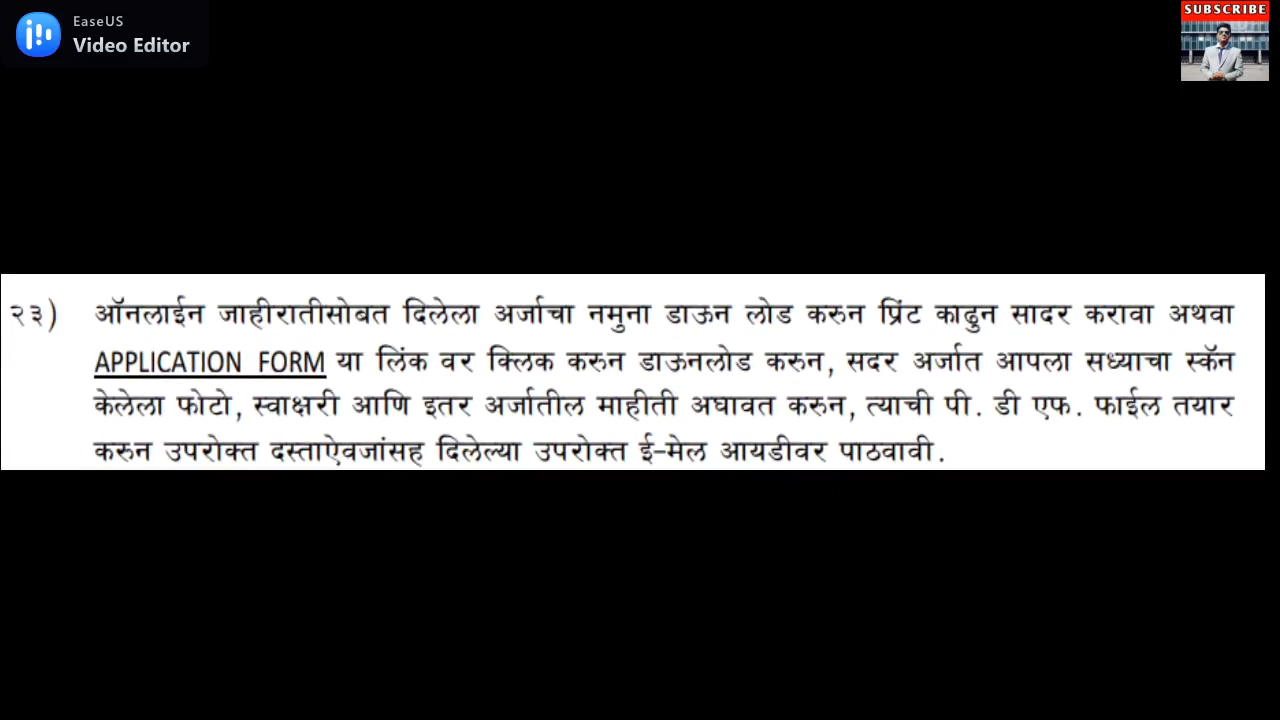 EaseUS
Video Editor
SUBSCRIBE
२३) ऑनलाईन जाहीरातीसोबत दिलेला अर्जाचा नमुना डाऊन लोड करुन प्रिंट काढुन सादर करावा अथवा
APPLICATION FORM या लिंक वर क्लिक करुन डाऊनलोड करुन, सदर अर्जात आपला सध्याचा स्कॅन
केलेला फोटो, स्वाक्षरी आणि इतर अर्जातील माहीती अघावत करुन, त्याची पी. डी एफ. फाईल तयार
करुन उपरोक्त दस्ताऐवजांसह दिलेल्या उपरोक्त ई-मेल आयडीवर पाठवावी.